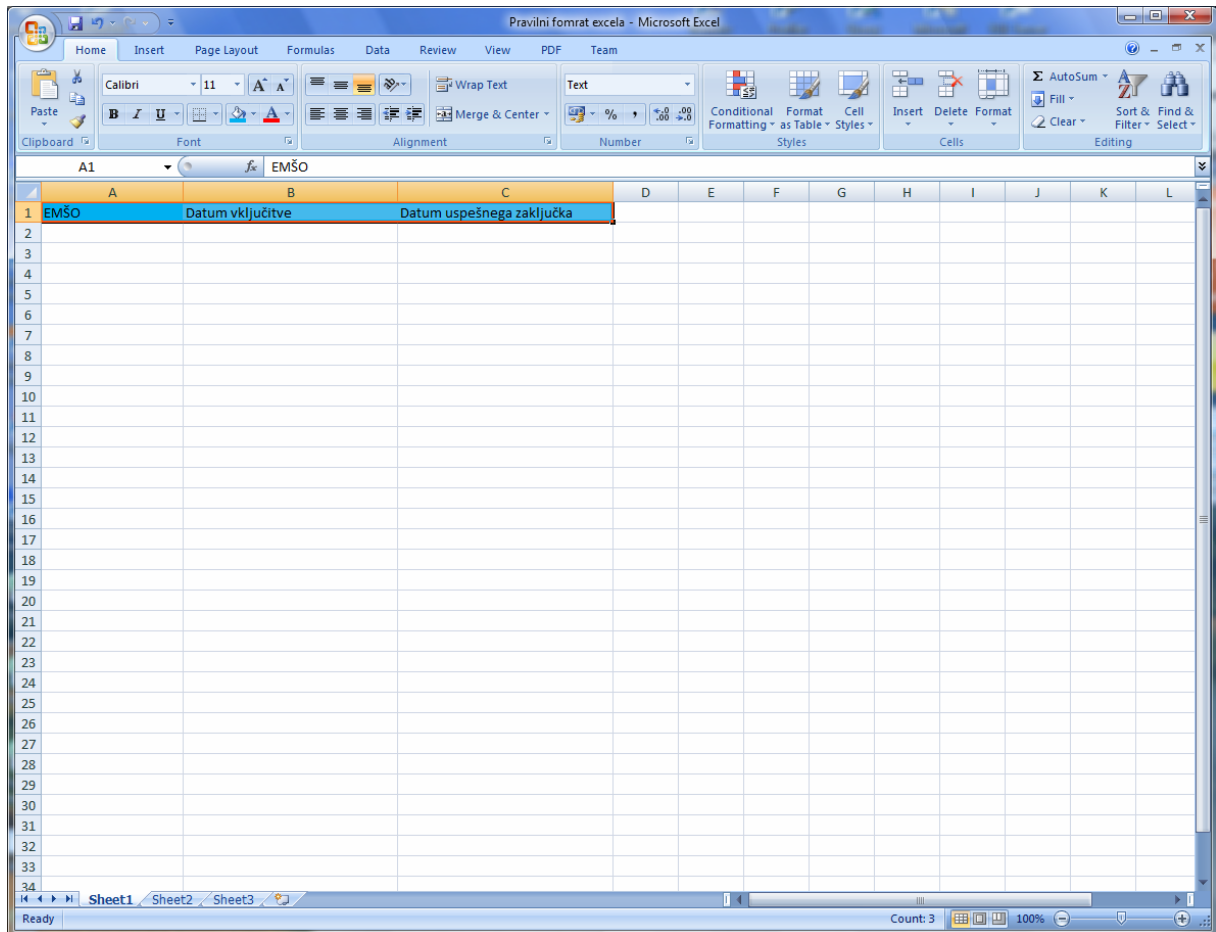 Pravilni fomrat excela - Microsoft Excel
Home Insert Page Layout Formulas Data Review View PDF Team
Paste
Calibri 11 A A Wrap Text Text
B I U A Merge & Center % , .0 .00 .00 .0
Conditional Formatting Format as Table Cell Styles
Insert Delete Format
Σ AutoSum
Fill
Clear
Sort & Filter Find & Select
Clipboard Font Alignment Number Styles Cells Editing
A1 fx EMŠO
A B C D E F G H I J K L
1 EMŠO Datum vključitve Datum uspešnega zaključka
2
3
4
5
6
7
8
9
10
11
12
13
14
15
16
17
18
19
20
21
22
23
24
25
26
27
28
29
30
31
32
33
34
Sheet1 Sheet2 Sheet3
Ready Count: 3 100%